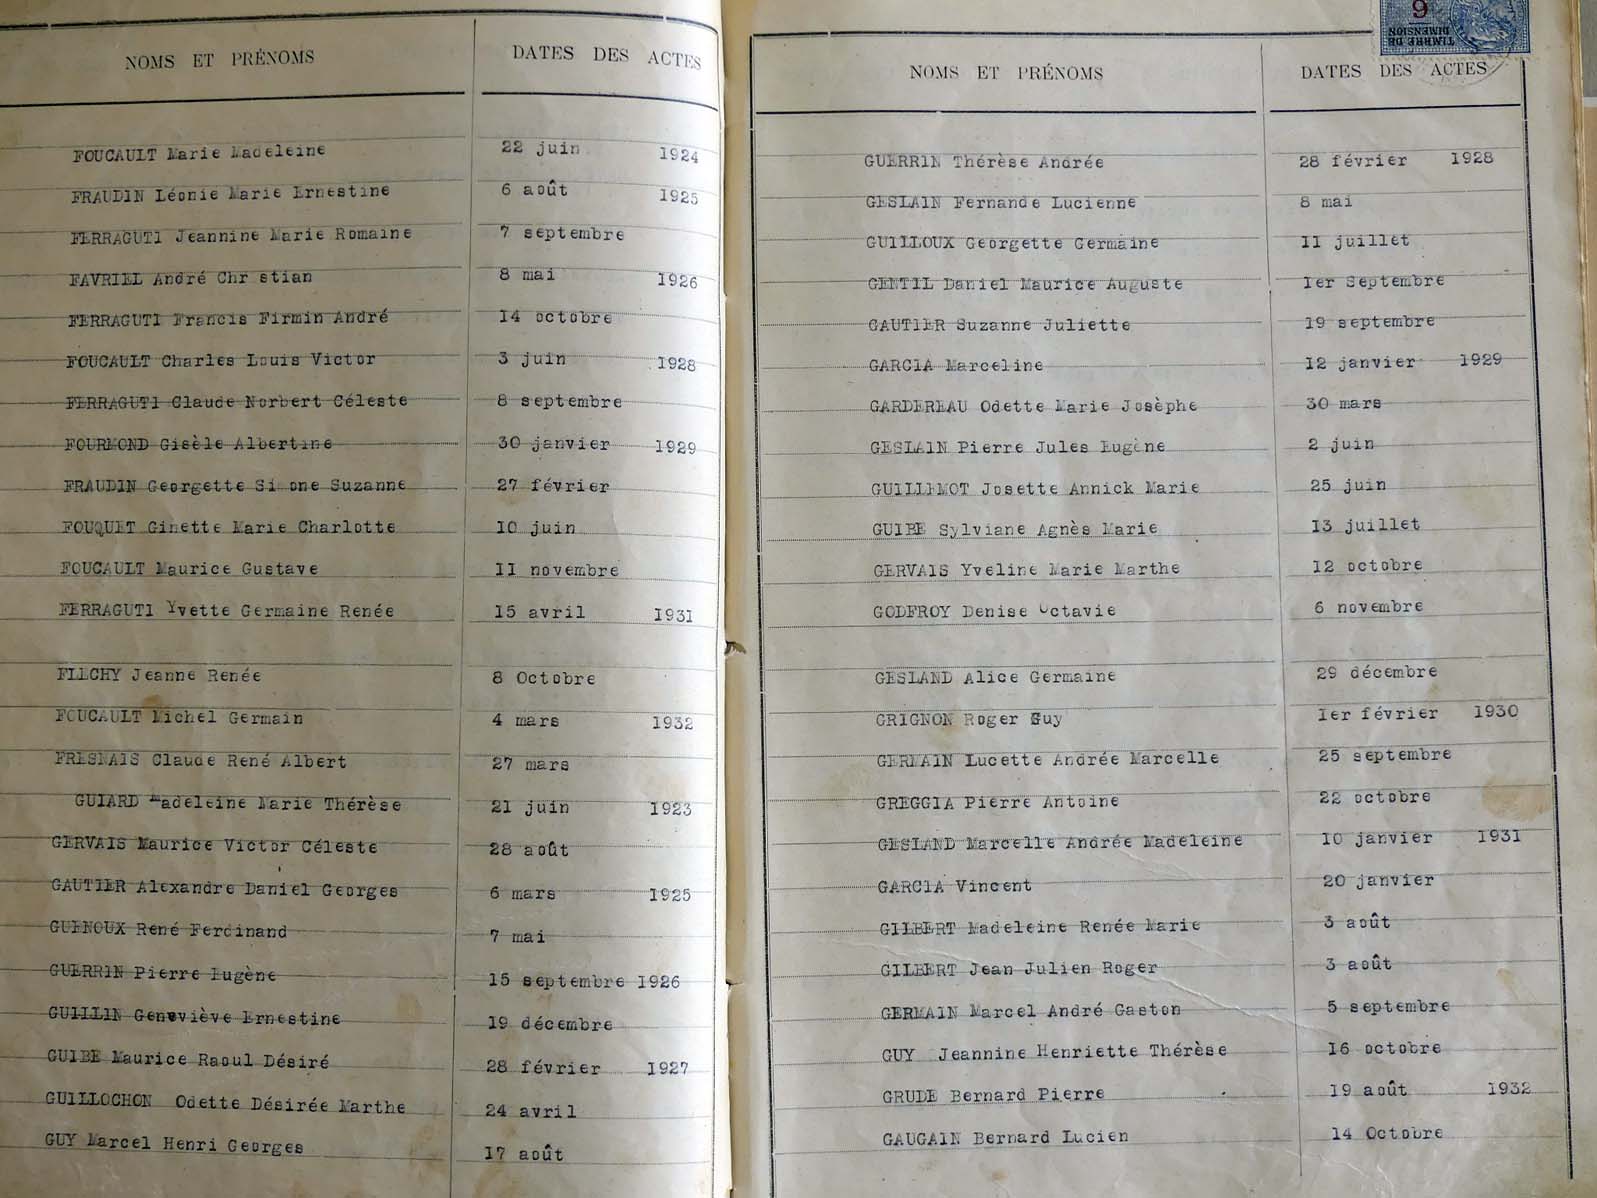 NOMS ET PRÉNOMS DATES DES ACTES
FOUCAULT Marie Madeleine 22 juin 1924
FRAUDIN Léonie Marie Ernestine 6 août 1925
FERRAGUTI Jeannine Marie Romaine 7 septembre
FAVRIEL André Chr stian 8 mai 1926
FERRAGUTI Francis Firmin André 14 octobre
FOUCAULT Charles Louis Victor 3 juin 1928
FERRAGUTI Claude Norbert Céleste 8 septembre
FOURMOND Gisèle Albertine 30 janvier 1929
FRAUDIN Georgette Simone Suzanne 27 février
FOUQUET Ginette Marie Charlotte 10 juin
FOUCAULT Maurice Gustave 11 novembre
FERRAGUTI Yvette Germaine Renée 15 avril 1931
FLECHY Jeanne Renée 8 Octobre
FOUCAULT Michel Germain 4 mars 1932
FRESNAIS Claude René Albert 27 mars
GUIARD Madeleine Marie Thérèse 21 juin 1923
GERVAIS Maurice Victor Céleste 28 août
GAUTIER Alexandre Daniel Georges 6 mars 1925
GUENOUX René Ferdinand 7 mai
GUERRIN Pierre Eugène 15 septembre 1926
GUILLIN Geneviève Ernestine 19 décembre
GUIBE Maurice Raoul Désiré 28 février 1927
GUILLOCHON Odette Désirée Marthe 24 avril
GUY Marcel Henri Georges 17 août
9
TIMBRE DE
DIMENSION
NOMS ET PRÉNOMS DATES DES ACTES
GUERRIN Thérèse Andrée 28 février 1928
GESLAIN Fernande Lucienne 8 mai
GUILLOUX Georgette Germaine 11 juillet
GENTIL Daniel Maurice Auguste 1er Septembre
GAUTIER Suzanne Juliette 19 septembre
GARCIA Marceline 12 janvier 1929
GARDEREAU Odette Marie Josèphe 30 mars
GESLAIN Pierre Jules Eugène 2 juin
GUILLEMOT Josette Annick Marie 25 juin
GUIBE Sylviane Agnès Marie 13 juillet
GERVAIS Yveline Marie Marthe 12 octobre
GODFROY Denise Octavie 6 novembre
GESLAND Alice Germaine 29 décembre
GRIGNON Roger Guy 1er février 1930
GERMAIN Lucette Andrée Marcelle 25 septembre
GREGGIA Pierre Antoine 22 octobre
GESLAND Marcelle Andrée Madeleine 10 janvier 1931
GARCIA Vincent 20 janvier
GILBERT Madeleine Renée Marie 3 août
GILBERT Jean Julien Roger 3 août
GERMAIN Marcel André Gaston 5 septembre
GUY Jeannine Henriette Thérèse 16 octobre
GRUDE Bernard Pierre 19 août 1932
GAUGAIN Bernard Lucien 14 Octobre